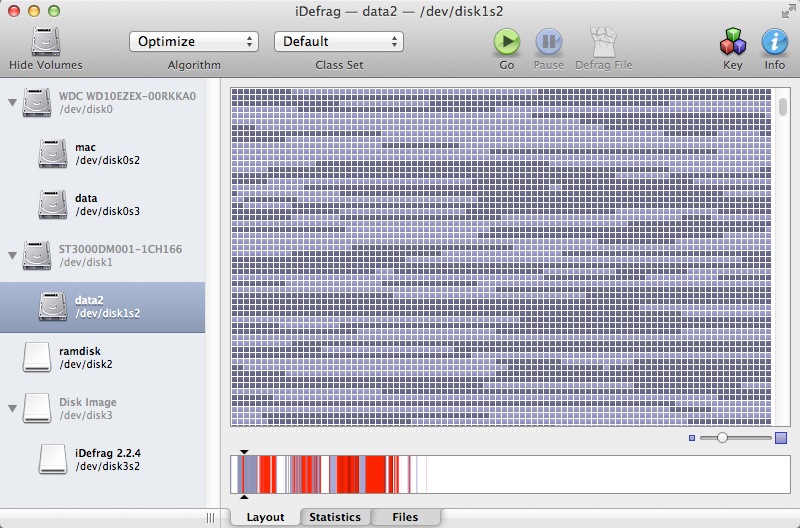 iDefrag — data2 — /dev/disk1s2
Optimize
Default
Hide Volumes
Algorithm
Class Set
Go
Pause
Defrag File
Key
Info
WDC WD10EZEX-00RKKA0
/dev/disk0
mac
/dev/disk0s2
data
/dev/disk0s3
ST3000DM001-1CH166
/dev/disk1
data2
/dev/disk1s2
ramdisk
/dev/disk2
Disk Image
/dev/disk3
iDefrag 2.2.4
/dev/disk3s2
Layout
Statistics
Files